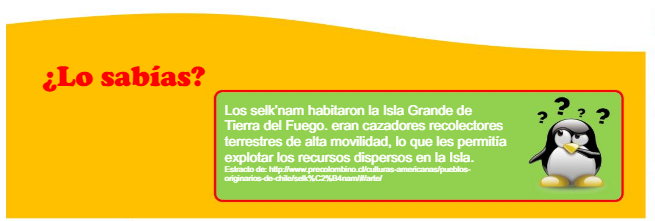 ¿Lo sabías?
Los selk'nam habitaron la Isla Grande de
Tierra del Fuego. eran cazadores recolectores
terrestres de alta movilidad, lo que les permitía
explotar los recursos dispersos en la Isla.
Extracto de: http://www.precolombino.cl/culturas-americanas/pueblos-
originarios-de-chile/selk%C2%B4nam/#/arte/
? ? ? ?